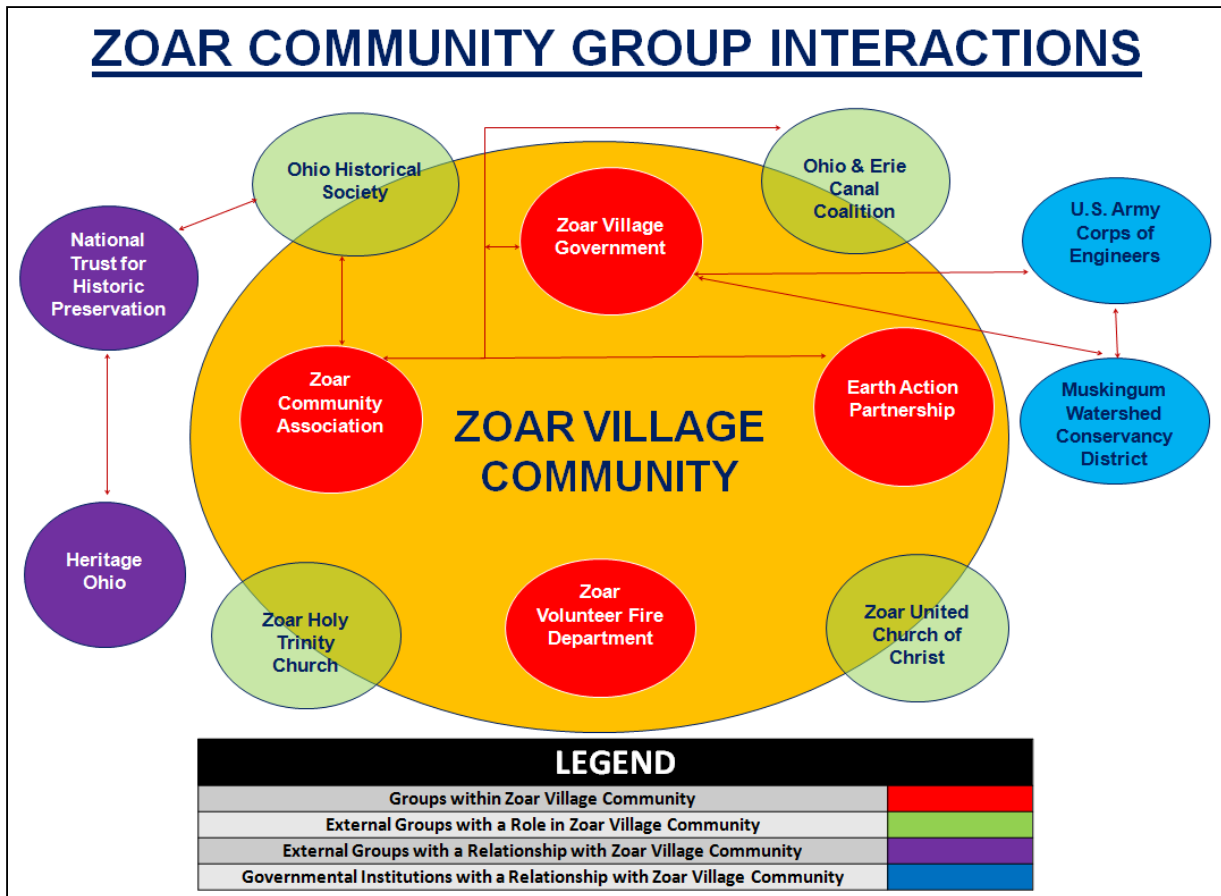 ZOAR COMMUNITY GROUP INTERACTIONS
Ohio Historical
Society
Ohio & Erie
Canal
Coalition
Zoar Village
Government
U.S. Army
Corps of
Engineers
National
Trust for
Historic
Preservation
Zoar
Community
Association
ZOAR VILLAGE
COMMUNITY
Earth Action
Partnership
Muskingum
Watershed
Conservancy
District
Heritage
Ohio
Zoar Holy
Trinity
Church
Zoar
Volunteer Fire
Department
Zoar United
Church of
Christ
LEGEND
Groups within Zoar Village Community
External Groups with a Role in Zoar Village Community
External Groups with a Relationship with Zoar Village Community
Governmental Institutions with a Relationship with Zoar Village Community